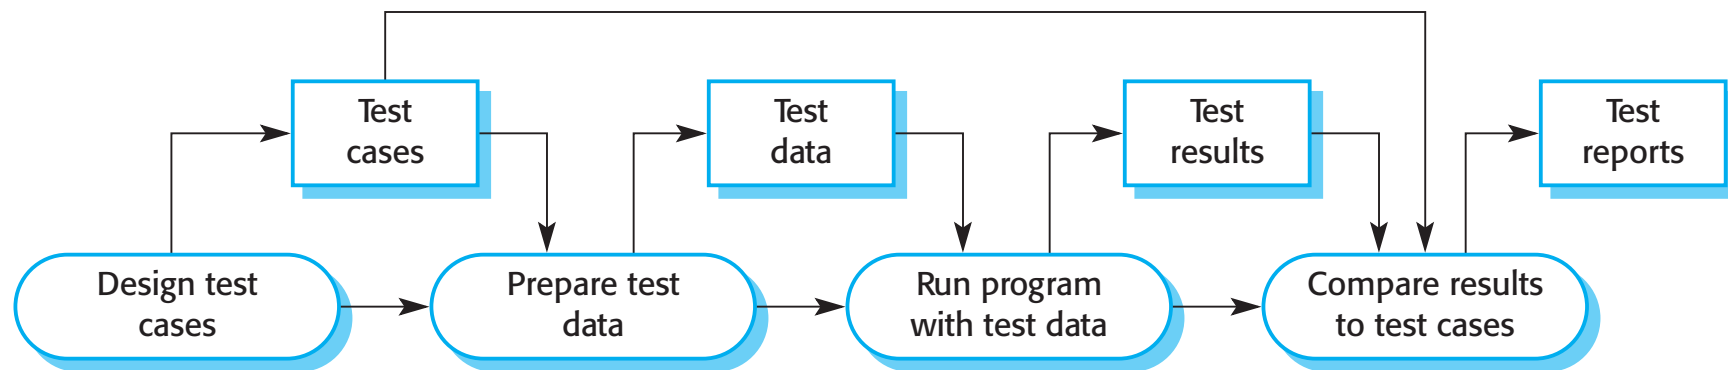 Test
cases
Test
data
Test
results
Test
reports
Design test
cases
Prepare test
data
Run program
with test data
Compare results
to test cases